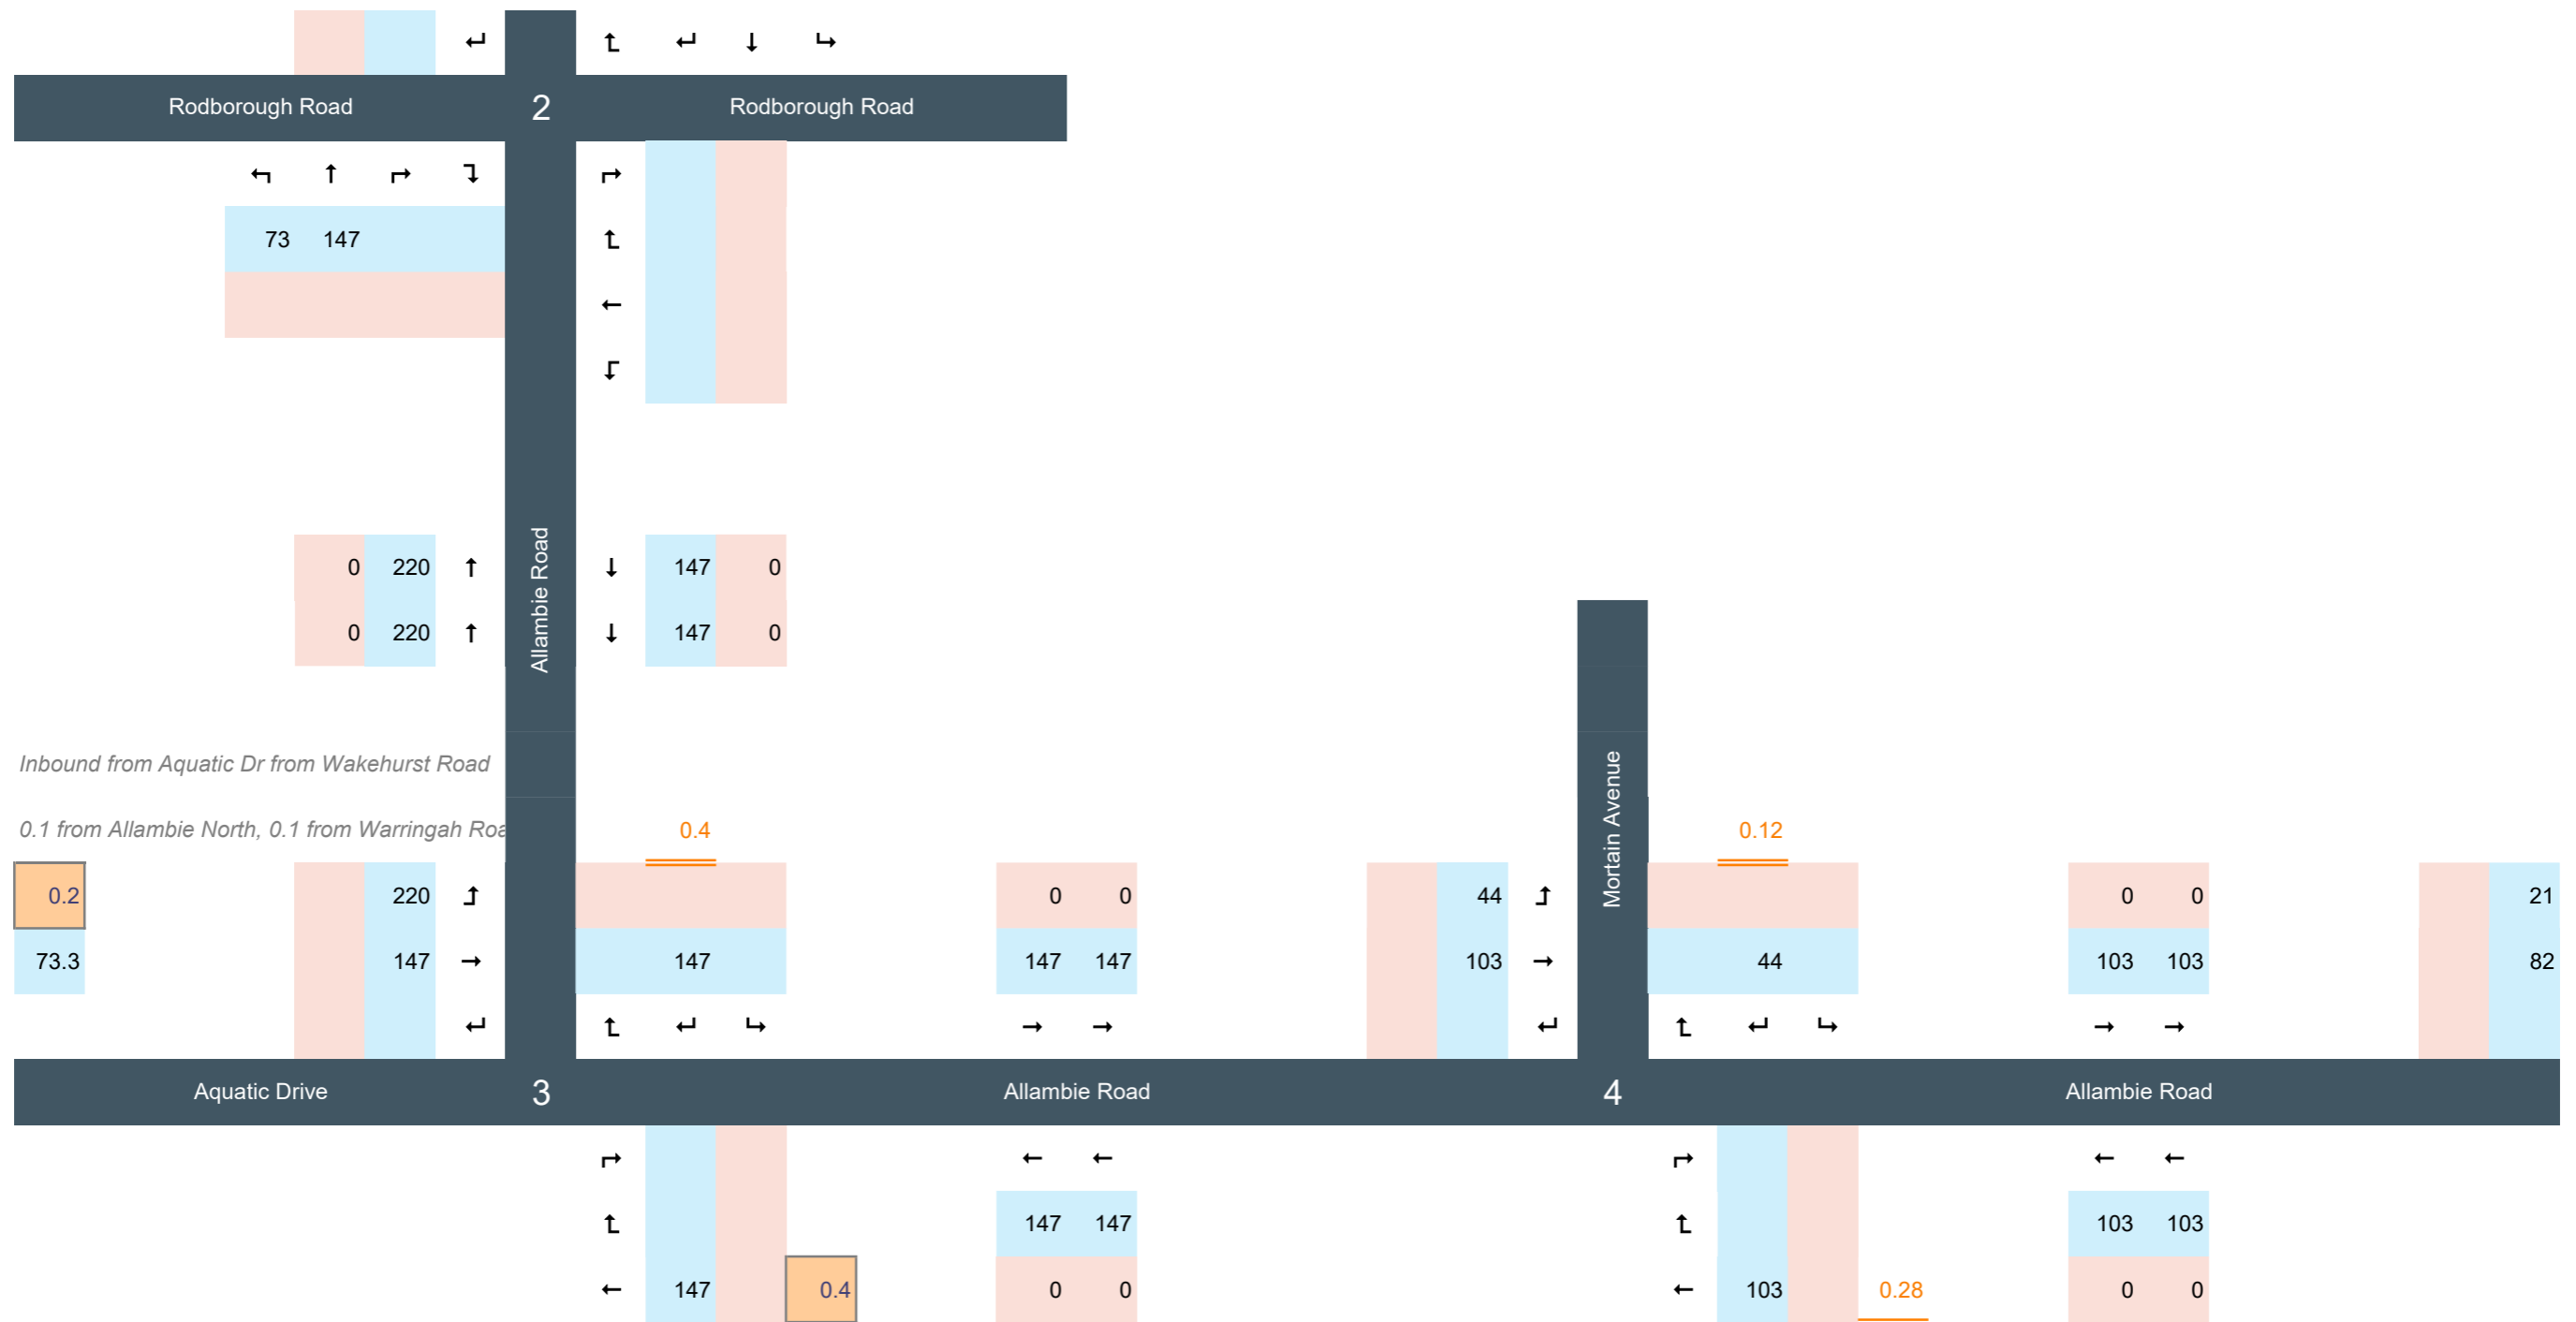 ↵ ↥ ↵ ↓ ↳
Rodborough Road 2 Rodborough Road
↰ ↑ ↱ ↴ ↱
73 147
Allambie Road
0 220 ↑ ↓ 147 0
0 220 ↑ ↓ 147 0
Mortain Avenue
Inbound from Aquatic Dr from Wakehurst Road
0.1 from Allambie North, 0.1 from Warringah 0.4 0.12
0.2 220 0 0 44 0 0 21
73.3 147 → 147 147 147 103 → 44 103 103 82
↵ ↵ ↳ → → ↵ ↵ ↳ → →
Aquatic Drive 3 Allambie Road 4 Allambie Road
↱ ← ← ↱ ← ←
147 147 103 103
← 147 0.4 0 0 ← 103 0.28 0 0